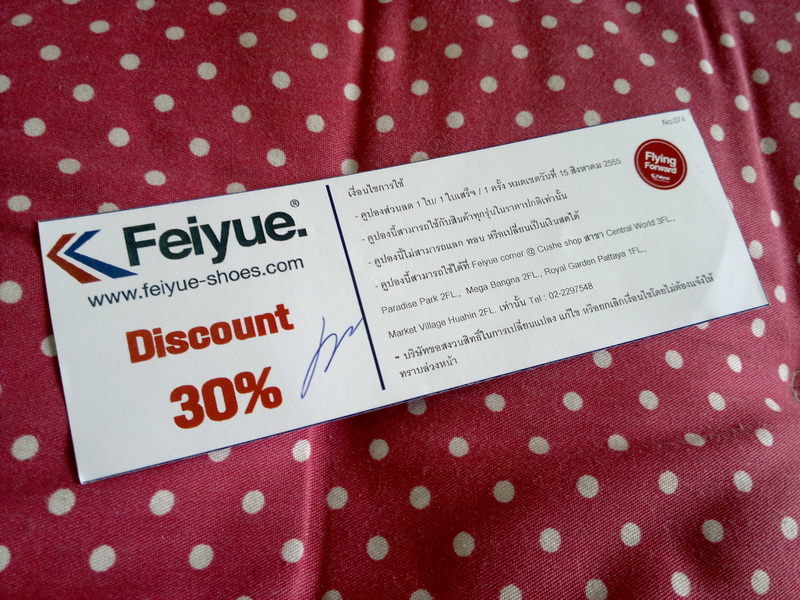 Feiyue.®
www.feiyue-shoes.com
Discount
30%
No.074
Flying
Forward
Feiyue
เงื่อนไขการใช้
- คูปองส่วนลด 1 ใบ/ 1 ใบเสร็จ / 1 ครั้ง หมดเขตวันที่ 15 สิงหาคม 2555
- คูปองนี้สามารถใช้กับสินค้าทุกรุ่นในราคาปกติเท่านั้น
- คูปองนี้ไม่สามารถแลก ทอน หรือเปลี่ยนเป็นเงินสดได้
- คูปองนี้สามารถใช้ได้ที่ Feiyue corner @ Cushe shop สาขา Central World 3FL.,
Paradise Park 2FL., Mega Bangna 2FL., Royal Garden Pattaya 1FL.,
Market Village Huahin 2FL. เท่านั้น Tel : 02-2297548
- บริษัทขอสงวนสิทธิ์ในการเปลี่ยนแปลง แก้ไข หรือยกเลิกเงื่อนไขโดยไม่ต้องแจ้งให้
ทราบล่วงหน้า